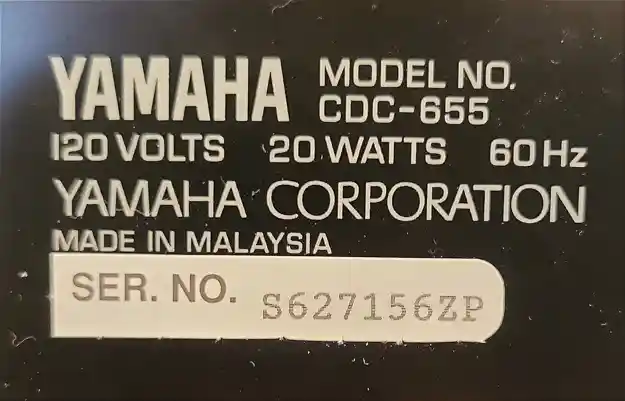 YAMAHA MODEL NO.
CDC-655
120 VOLTS 20 WATTS 60 Hz
YAMAHA CORPORATION
MADE IN MALAYSIA
SER. NO. S627156ZP